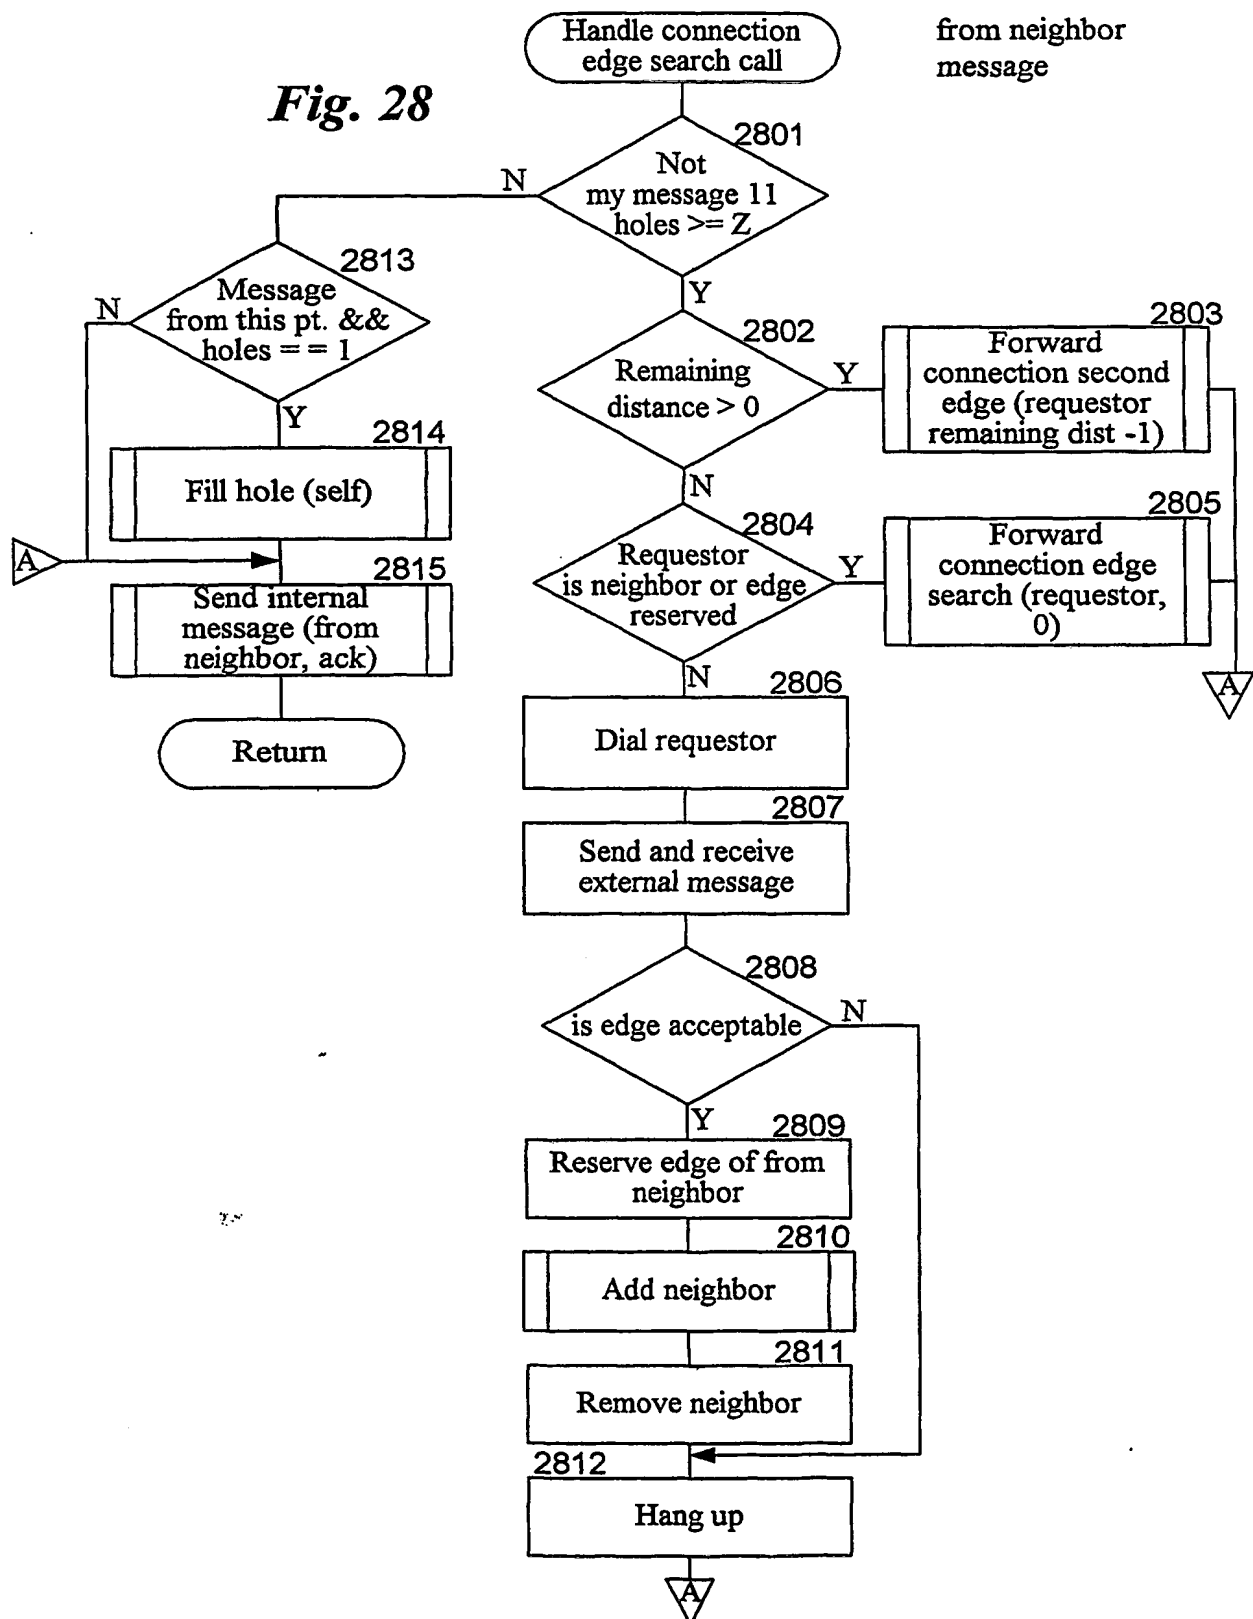 Handle connection
edge search call
from neighbor
message
Fig. 28
2801
Not
my message 11
holes >= Z
N
Y
2813
Message
from this pt. &&
holes = = 1
N
Y
2814
Fill hole (self)
A
2815
Send internal
message (from
neighbor, ack)
Return
2802
Remaining
distance > 0
Y
N
2803
Forward
connection second
edge (requestor
remaining dist -1)
2804
Requestor
is neighbor or edge
reserved
Y
N
2805
Forward
connection edge
search (requestor,
0)
A
2806
Dial requestor
2807
Send and receive
external message
2808
is edge acceptable
N
Y
2809
Reserve edge of from
neighbor
2810
Add neighbor
2811
Remove neighbor
2812
Hang up
A